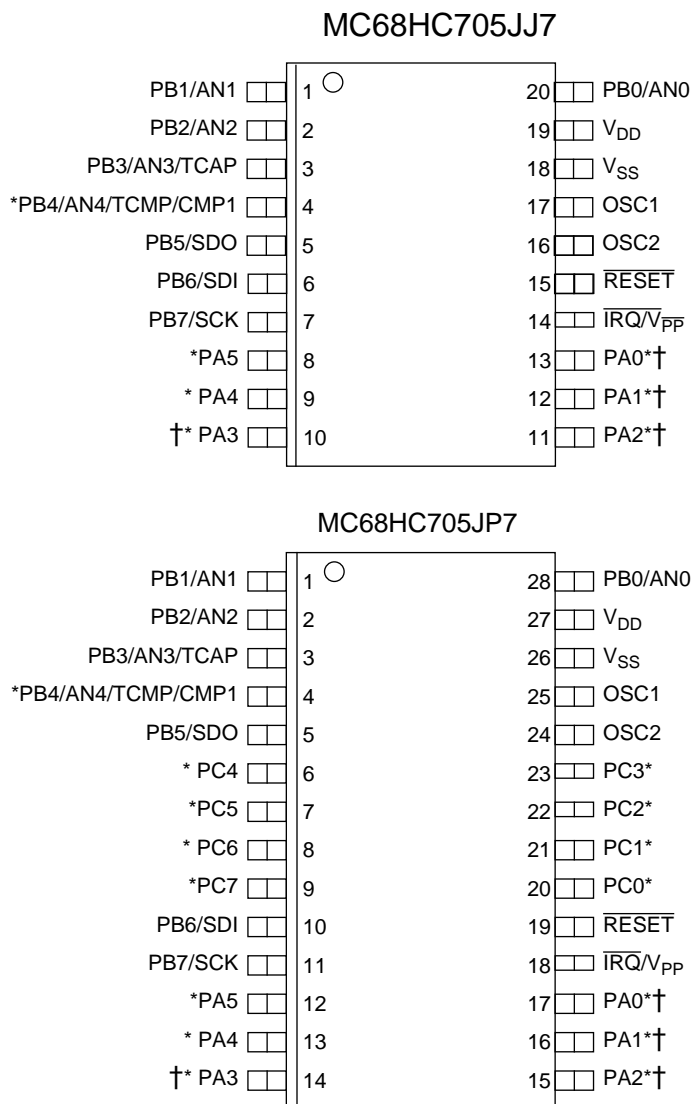 MC68HC705JJ7
PB1/AN1 1 20 PB0/AN0
PB2/AN2 2 19 VDD
PB3/AN3/TCAP 3 18 VSS
*PB4/AN4/TCMP/CMP1 4 17 OSC1
PB5/SDO 5 16 OSC2
PB6/SDI 6 15 RESET
PB7/SCK 7 14 IRQ/VPP
*PA5 8 13 PA0*†
* PA4 9 12 PA1*†
†* PA3 10 11 PA2*†
MC68HC705JP7
PB1/AN1 1 28 PB0/AN0
PB2/AN2 2 27 VDD
PB3/AN3/TCAP 3 26 VSS
*PB4/AN4/TCMP/CMP1 4 25 OSC1
PB5/SDO 5 24 OSC2
* PC4 6 23 PC3*
*PC5 7 22 PC2*
* PC6 8 21 PC1*
*PC7 9 20 PC0*
PB6/SDI 10 19 RESET
PB7/SCK 11 18 IRQ/VPP
*PA5 12 17 PA0*†
* PA4 13 16 PA1*†
†* PA3 14 15 PA2*†